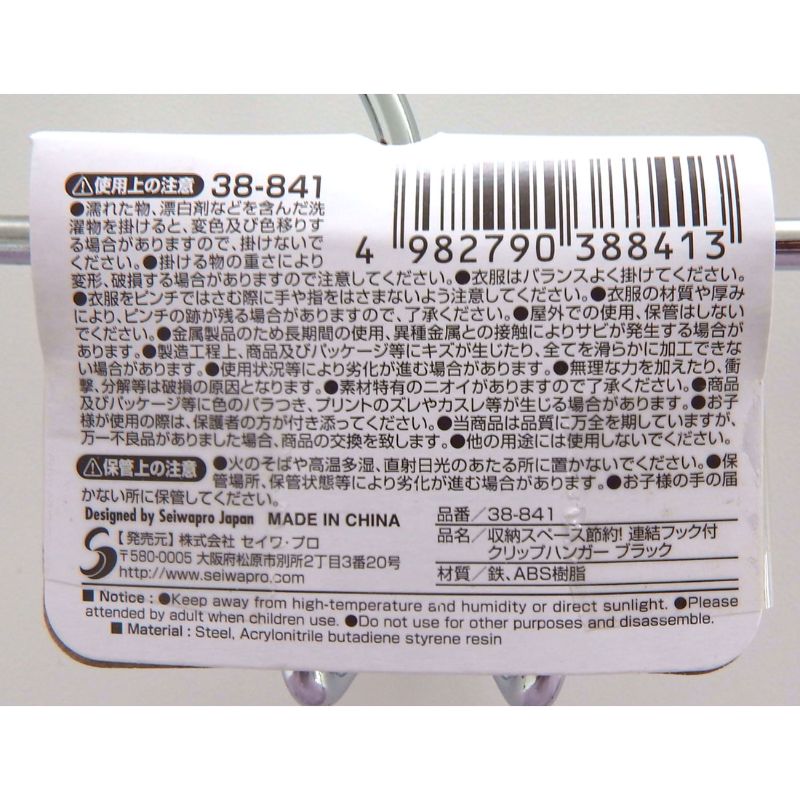 使用上の注意 38-841
●濡れた物、漂白剤などを含んだ洗
濯物を掛けると、変色及び色移りす
る場合がありますので、掛けないで
ください。●掛ける物の重さにより
4 982790 388413
変形、破損する場合がありますので注意してください。●衣服はバランスよく掛けてください。
●衣服をピンチではさむ際に手や指をはさまないよう注意してください。●衣服の材質や厚み
により、ピンチの跡が残る場合がありますので、ご了承ください。●屋外での使用、保管はしない
でください。●金属製品のため長期間の使用、異種金属との接触によりサビが発生する場合が
あります。●製造工程上、商品及びパッケージ等にキズが生じたり、全てを滑らかに加工できな
い場合があります。●使用状況等により劣化が進む場合があります。●無理な力を加えたり、衝
撃、分解等は破損の原因となります。●素材特有のニオイがありますのでご了承ください。●商品
及びパッケージ等に色のバラつき、プリントのズレやカスレ等が生じる場合があります。●お子
様が使用の際は、保護者の方が付き添ってください。●当商品は品質に万全を期していますが、
万一不良品がありました場合、商品の交換を致します。●他の用途には使用しないでください。
保管上の注意 ●火のそばや高温多湿、直射日光のあたる所に置かないでください。●保
管場所、保管状態等により劣化が進む場合があります。●お子様の手の届
かない所に保管してください。
Designed by Seiwapro Japan MADE IN CHINA
【発売元】株式会社 セイワ・プロ
〒580-0005 大阪府松原市別所2丁目3番20号
http://www.seiwapro.com
品番/38-841
品名/収納スペース節約! 連結フック付
クリップハンガー ブラック
材質/鉄、ABS樹脂
■ Notice : ●Keep away from high-temperature and humidity or direct sunlight. ●Please
attended by adult when children use. ●Do not use for other purposes and disassemble.
■ Material : Steel, Acrylonitrile butadiene styrene resin